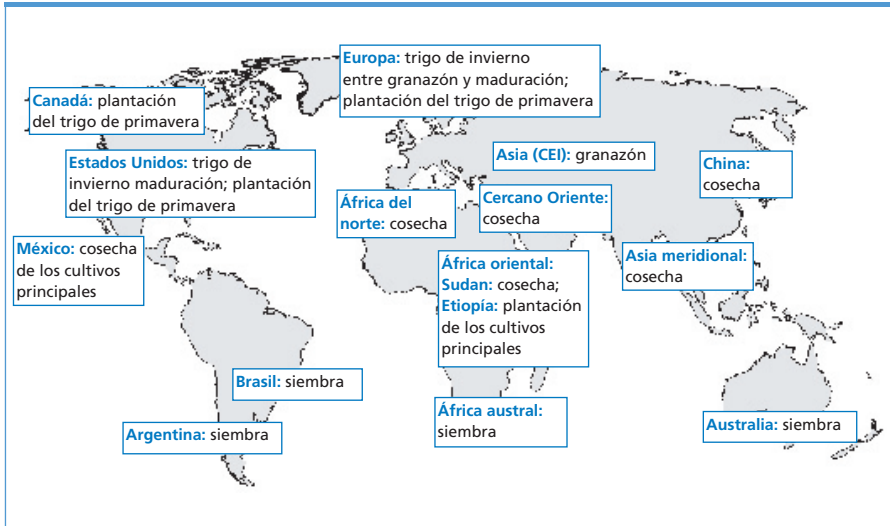 Europa: trigo de invierno
entre granazón y maduración;
plantación del trigo de primavera
Canadá: plantación
del trigo de primavera
Estados Unidos: trigo de
invierno maduración; plantación
del trigo de primavera
Asia (CEI): granazón
China:
cosecha
África del
norte: cosecha
Cercano Oriente:
cosecha
México: cosecha
de los cultivos
principales
África oriental:
Sudan: cosecha;
Etiopía: plantación
de los cultivos
principales
Asia meridional:
cosecha
Brasil: siembra
Argentina: siembra
África austral:
siembra
Australia: siembra